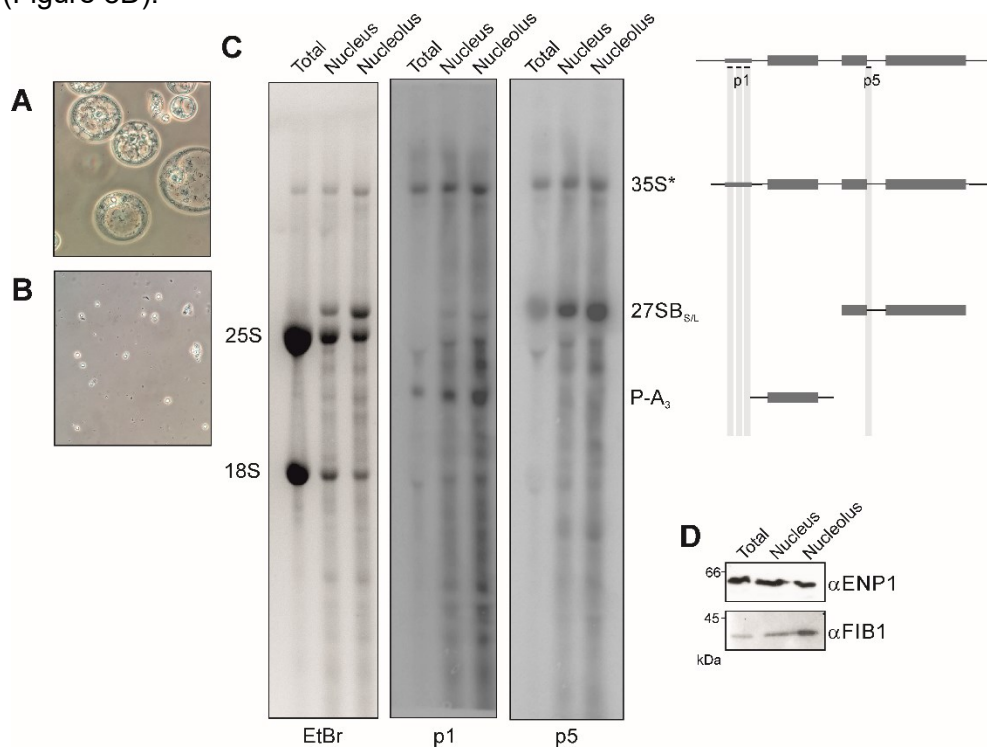 (Figure 3D).
C
Total Nucleus Nucleolus
Total Nucleus Nucleolus
Total Nucleus Nucleolus
p1 p5
A
35S*
B
27SBS/L
25S
P-A3
18S
D
Total Nucleus Nucleolus
66
αENP1
45
αFIB1
kDa
EtBr p1 p5